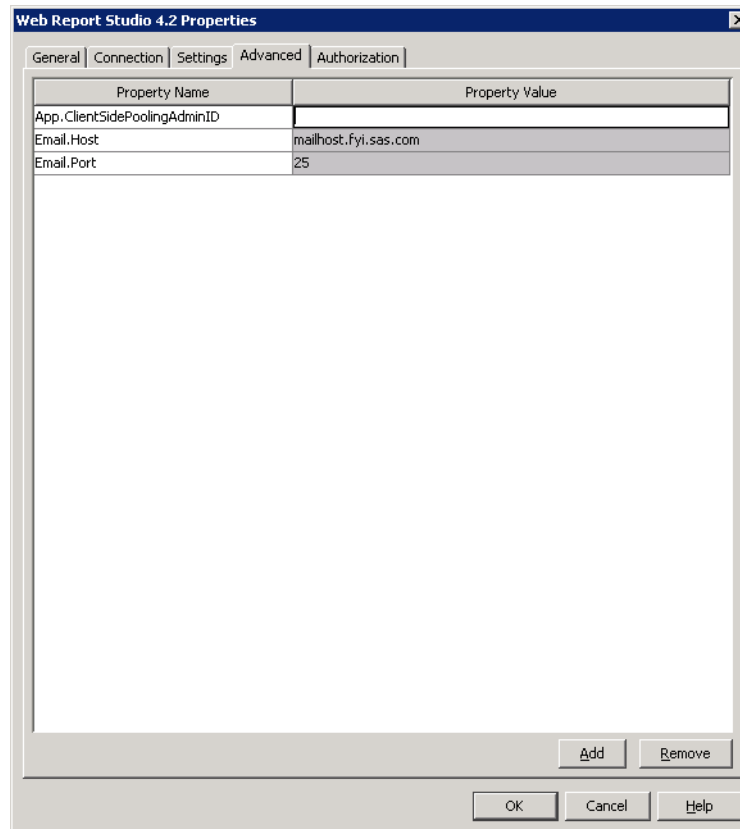 Web Report Studio 4.2 Properties
General Connection Settings Advanced Authorization
Property Name Property Value
App.ClientSidePoolingAdminID
Email.Host mailhost.fyi.sas.com
Email.Port 25
Add Remove
OK Cancel Help